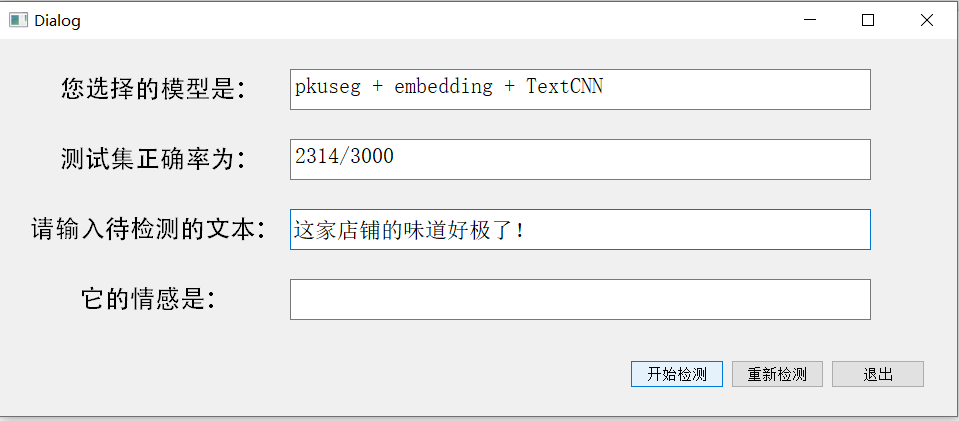 Dialog
您选择的模型是： pkuseg + embedding + TextCNN
测试集正确率为： 2314/3000
请输入待检测的文本： 这家店铺的味道好极了！
它的情感是：
开始检测 重新检测 退出